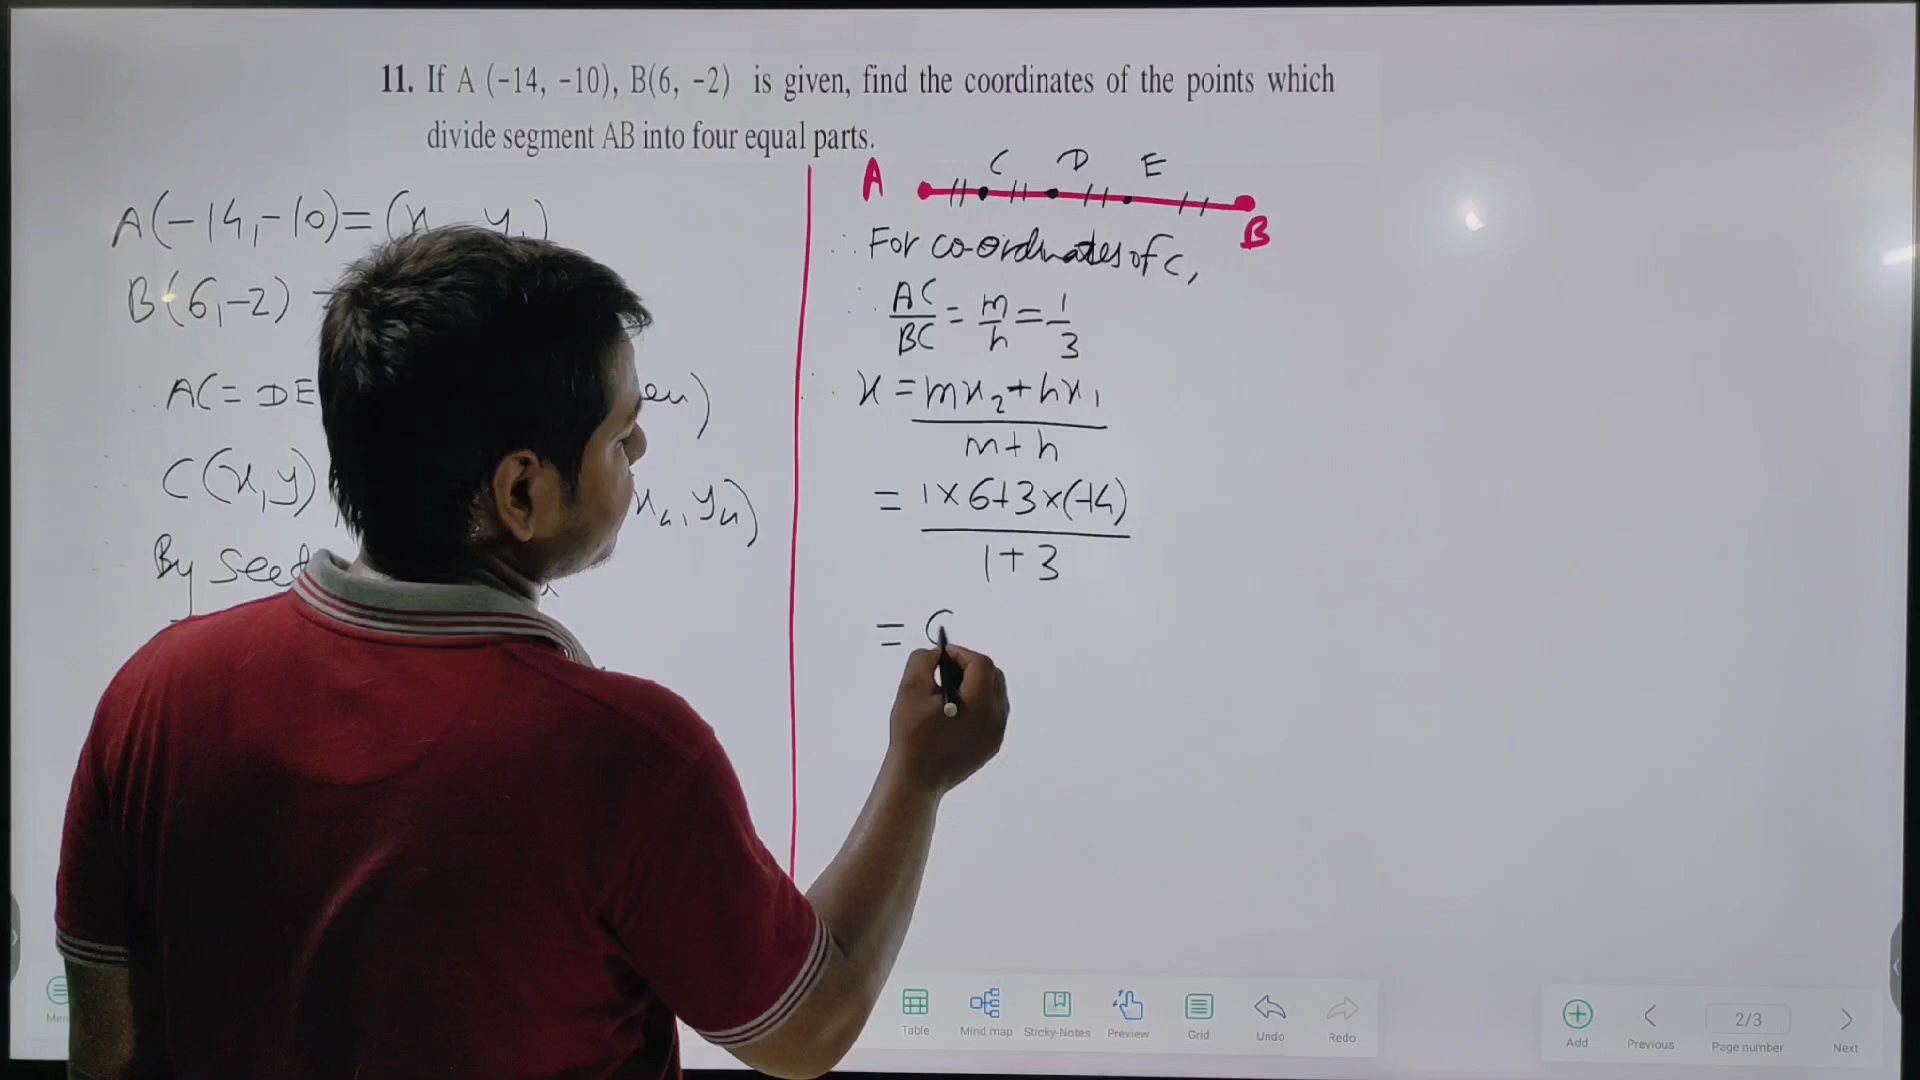 11. If A (-14, -10), B(6, -2) is given, find the coordinates of the points which
divide segment AB into four equal parts.
A(-14,-10)=(x y₁)
B(6,-2)
∴ AC= DE
C(x,y)
x₄,y₄)
By
A C D E B
∴ For co-ordinates of C,
AC/BC = m/n = 1/3
x = mx₂+nx₁
m+n
= 1×6+3×(-14)
1+3
=
Table Mind map Sticky-Notes Preview Grid Undo Redo
Add Previous 2/3 Page number Next